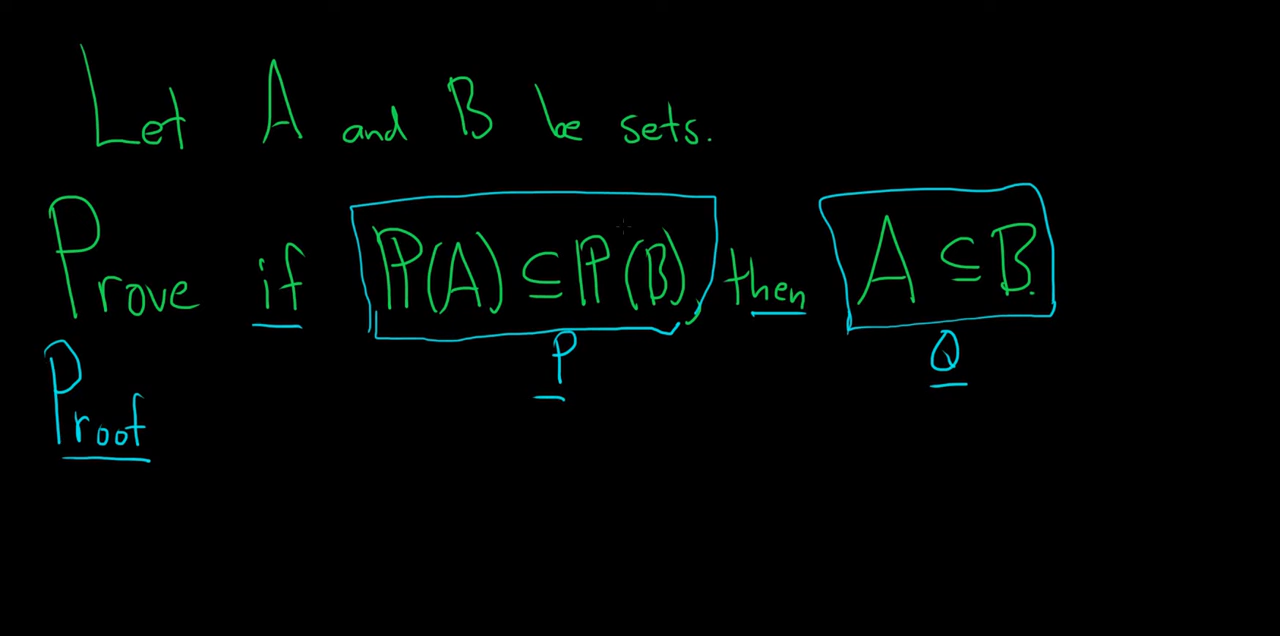 Let A and B be sets.
Prove if ℙ(A) ⊆ ℙ(B), then A ⊆ B.
P Q
Proof